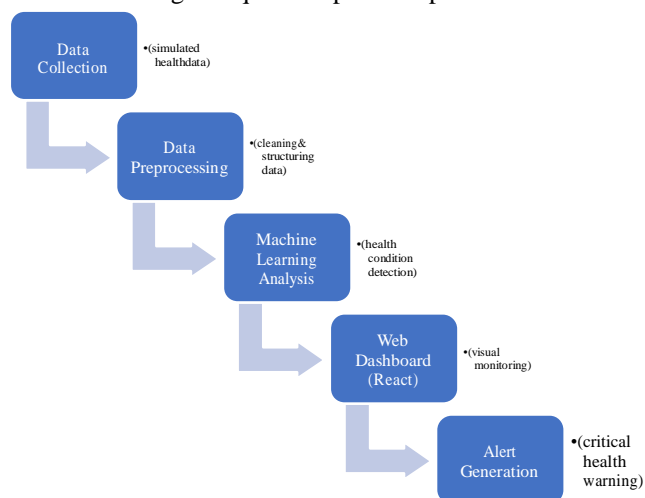 Data
Collection
•(simulated
healthdata)
Data
Preprocessing
•(cleaning&
structuring
data)
Machine
Learning
Analysis
•(health
condition
detection)
Web
Dashboard
(React)
•(visual
monitoring)
Alert
Generation
•(critical
health
warning)